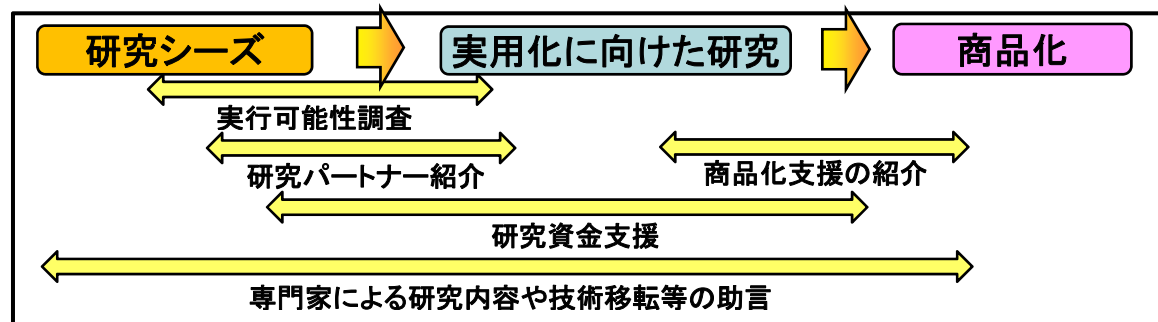 研究シーズ
実用化に向けた研究
商品化
実行可能性調査
研究パートナー紹介
商品化支援の紹介
研究資金支援
専門家による研究内容や技術移転等の助言